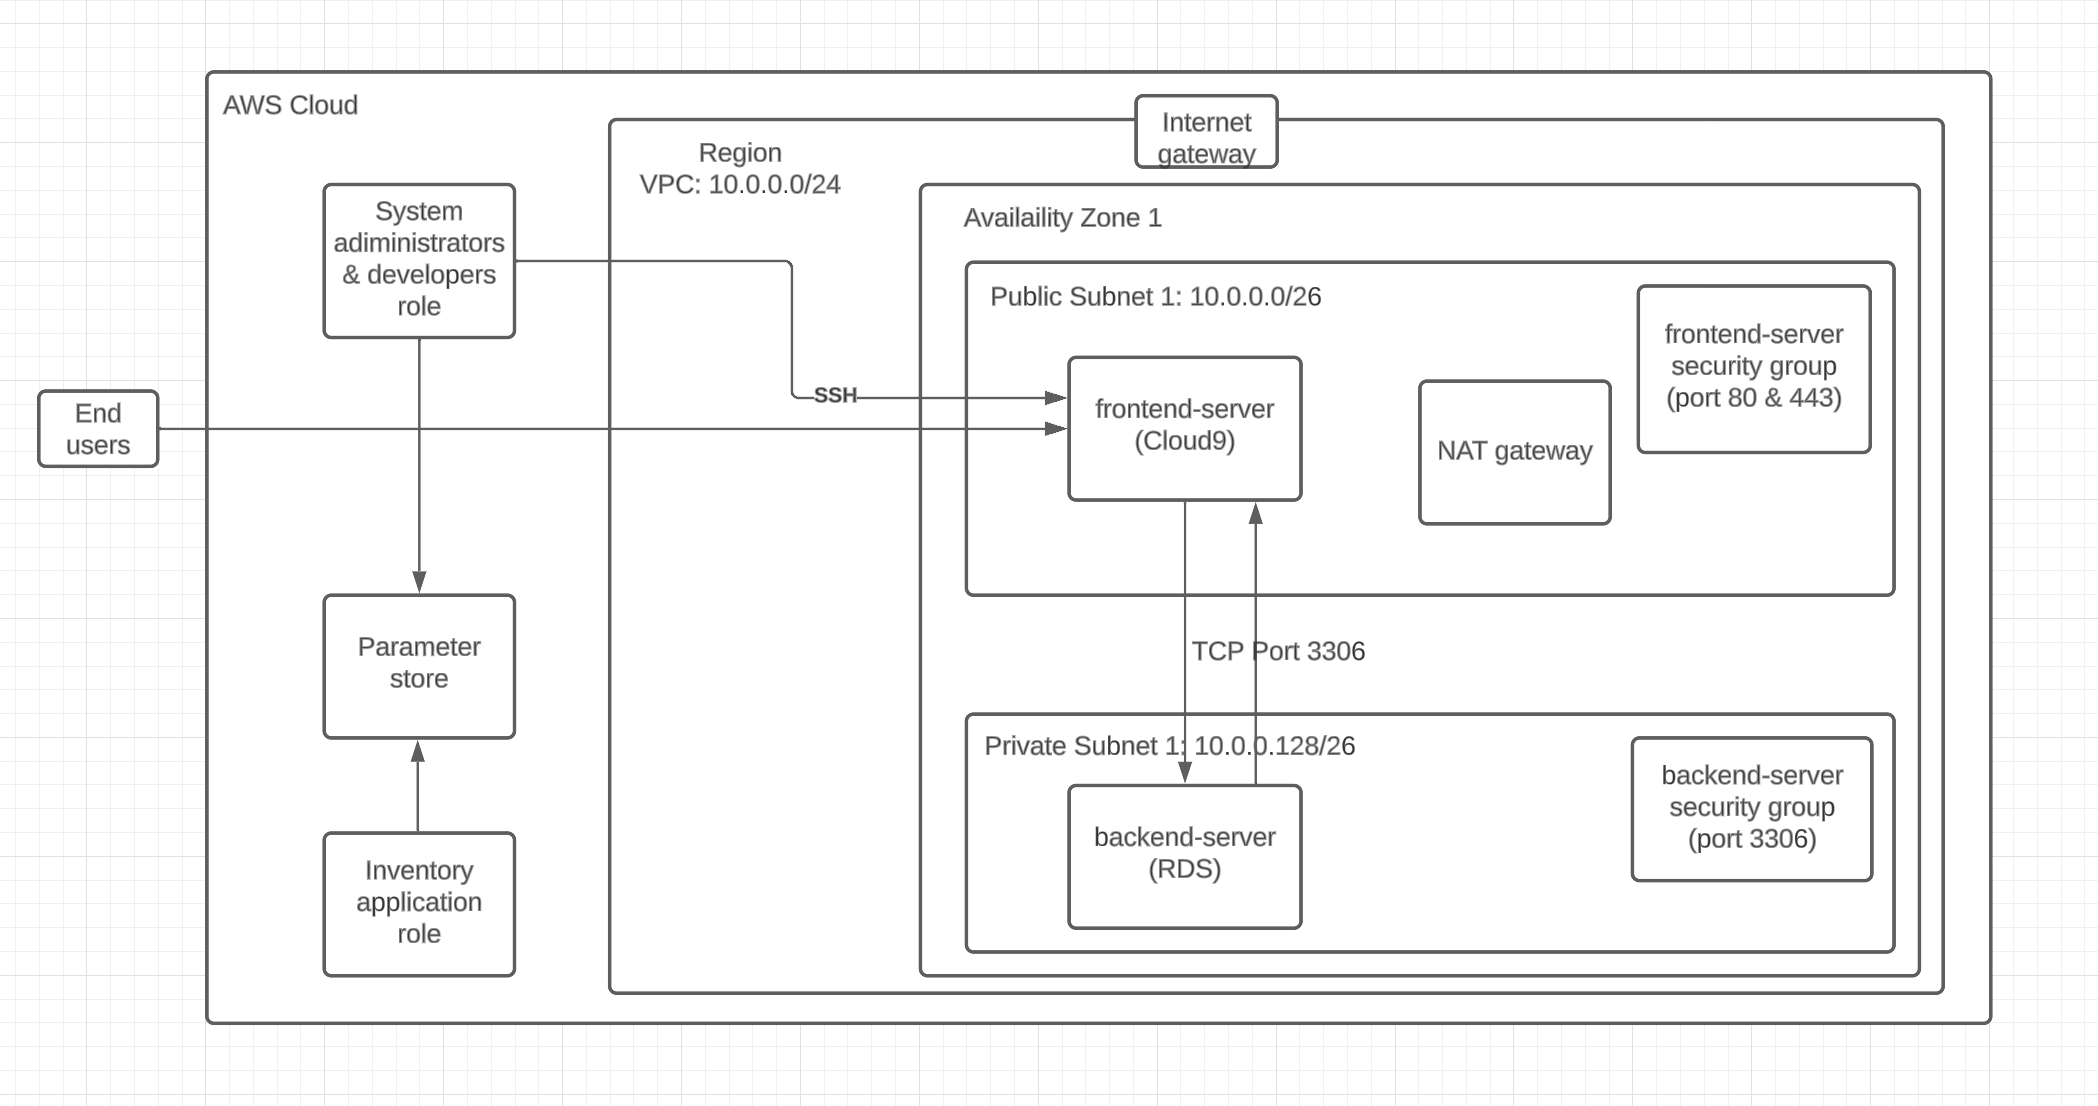 AWS Cloud
Internet
gateway
Region
VPC: 10.0.0.0/24
System
adiministrators
& developers
role
Availaility Zone 1
Public Subnet 1: 10.0.0.0/26
frontend-server
security group
(port 80 & 443)
SSH
End
users
frontend-server
(Cloud9)
NAT gateway
TCP Port 3306
Parameter
store
Private Subnet 1: 10.0.0.128/26
backend-server
security group
(port 3306)
backend-server
(RDS)
Inventory
application
role